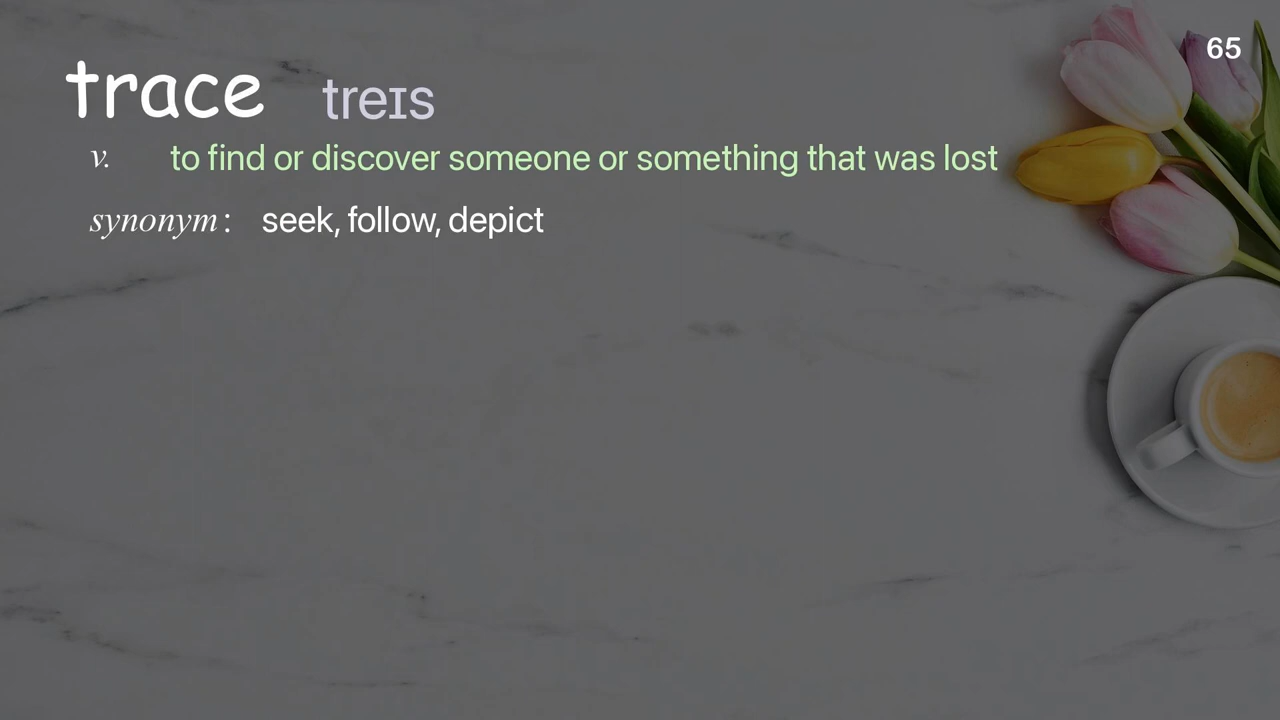 65
trace treɪs
v. to find or discover someone or something that was lost
synonym : seek, follow, depict